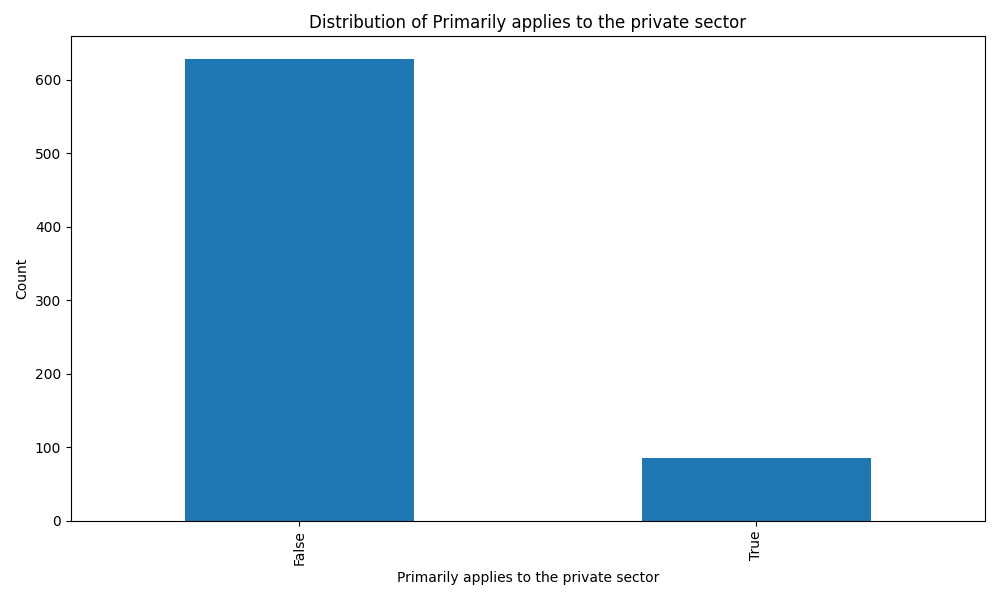 Distribution of Primarily applies to the private sector
Count
600
500
400
300
200
100
0
False
True
Primarily applies to the private sector